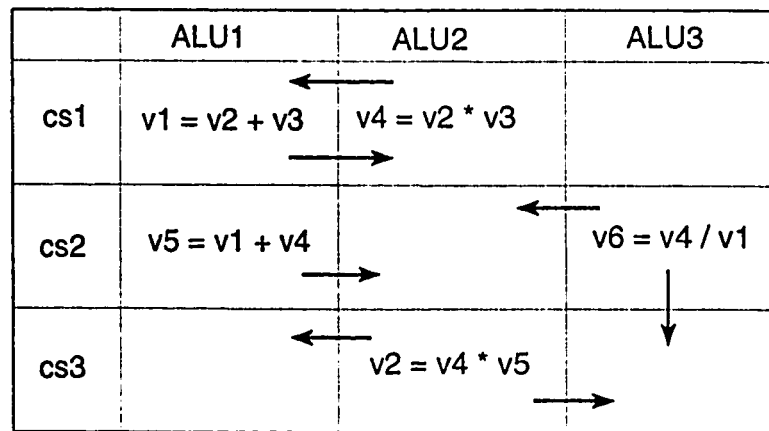 ALU1 ALU2 ALU3
cs1 v1 = v2 + v3 v4 = v2 * v3
cs2 v5 = v1 + v4 v6 = v4 / v1
cs3 v2 = v4 * v5